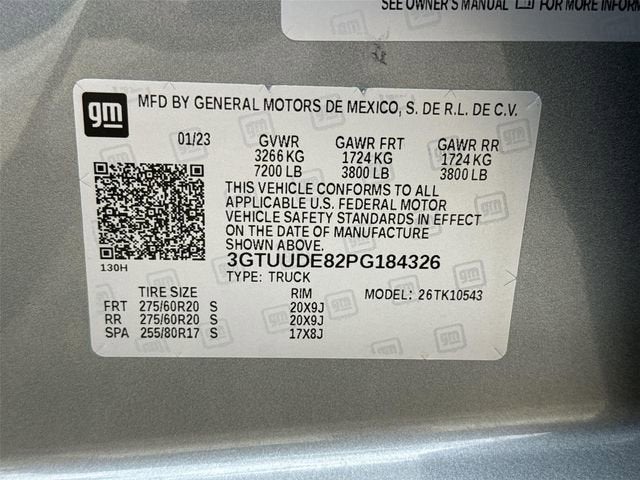 SEE OWNER'S MANUAL FOR MORE INFORM
gm MFD BY GENERAL MOTORS DE MEXICO, S. DE R.L. DE C.V.
01/23 GVWR GAWR FRT GAWR RR
3266 KG 1724 KG 1724 KG
7200 LB 3800 LB 3800 LB
THIS VEHICLE CONFORMS TO ALL
APPLICABLE U.S. FEDERAL MOTOR
VEHICLE SAFETY STANDARDS IN EFFECT
ON THE DATE OF MANUFACTURE
SHOWN ABOVE.
130H 3GTUUDE82PG184326
TYPE: TRUCK
TIRE SIZE RIM MODEL: 26TK10543
FRT 275/60R20 S 20X9J
RR 275/60R20 S 20X9J
SPA 255/80R17 S 17X8J